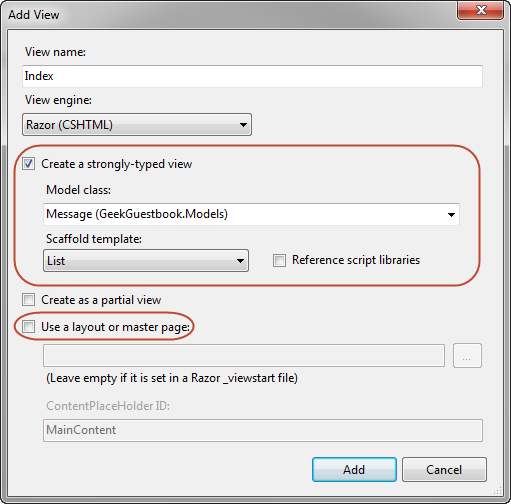 Add View
View name:
Index
View engine:
Razor (CSHTML)
Create a strongly-typed view
Model class:
Message (GeekGuestbook.Models)
Scaffold template:
List
Reference script libraries
Create as a partial view
Use a layout or master page:
...
(Leave empty if it is set in a Razor _viewstart file)
ContentPlaceHolder ID:
MainContent
Add
Cancel